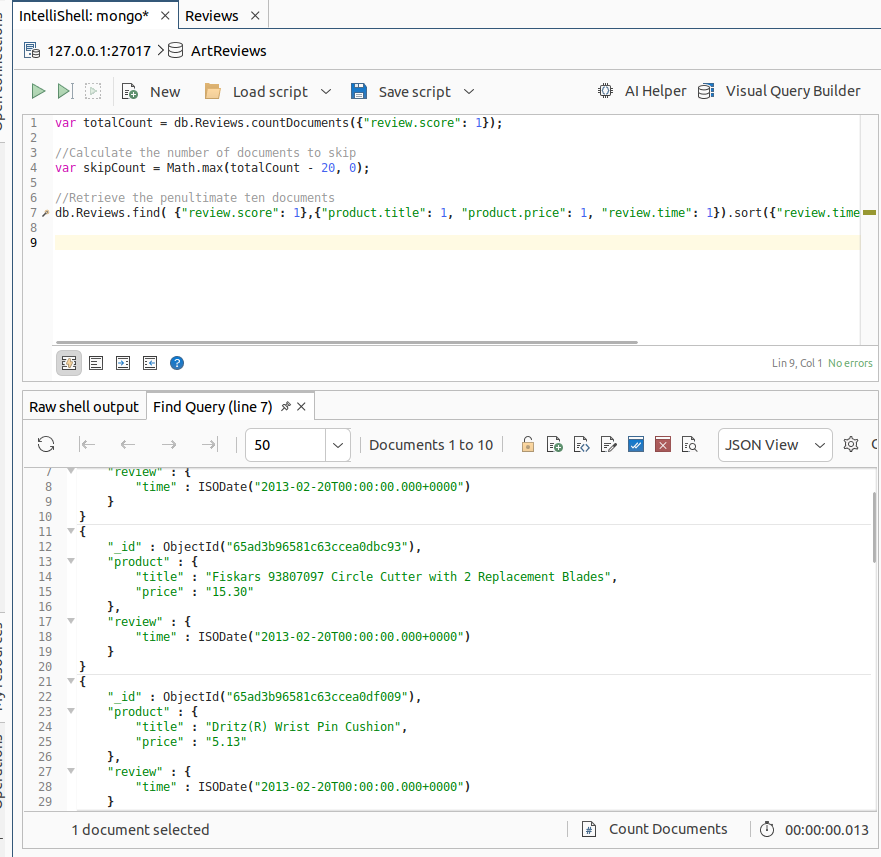 IntelliShell: mongo* Reviews
127.0.0.1:27017 ArtReviews
New Load script Save script AI Helper Visual Query Builder
1 var totalCount = db.Reviews.countDocuments({"review.score": 1});
2
3 //Calculate the number of documents to skip
4 var skipCount = Math.max(totalCount - 20, 0);
5
6 //Retrieve the penultimate ten documents
7 db.Reviews.find( {"review.score": 1},{"product.title": 1, "product.price": 1, "review.time": 1}).sort({"review.time
8
9
Lin 9, Col 1 No errors
Raw shell output Find Query (line 7)
50 Documents 1 to 10 JSON View
7 "review" : {
8 "time" : ISODate("2013-02-20T00:00:00.000+0000")
9 }
10 }
11 {
12 "_id" : ObjectId("65ad3b96581c63ccea0dbc93"),
13 "product" : {
14 "title" : "Fiskars 93807097 Circle Cutter with 2 Replacement Blades",
15 "price" : "15.30"
16 },
17 "review" : {
18 "time" : ISODate("2013-02-20T00:00:00.000+0000")
19 }
20 }
21 {
22 "_id" : ObjectId("65ad3b96581c63ccea0df009"),
23 "product" : {
24 "title" : "Dritz(R) Wrist Pin Cushion",
25 "price" : "5.13"
26 },
27 "review" : {
28 "time" : ISODate("2013-02-20T00:00:00.000+0000")
29 }
1 document selected Count Documents 00:00:00.013